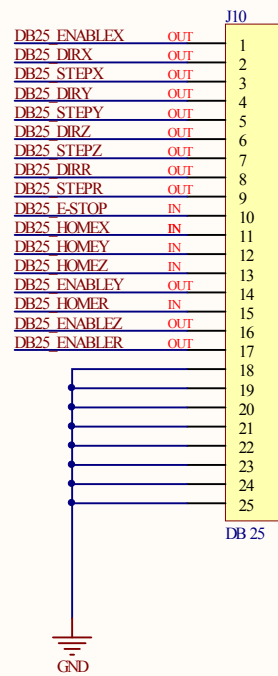 J10
DB25_ENABLEX OUT 1
DB25_DIRX OUT 2
DB25_STEPX OUT 3
DB25_DIRY OUT 4
DB25_STEPY OUT 5
DB25_DIRZ OUT 6
DB25_STEPZ OUT 7
DB25_DIRR OUT 8
DB25_STEPR OUT 9
DB25_E-STOP IN 10
DB25_HOMEX IN 11
DB25_HOMEY IN 12
DB25_HOMEZ IN 13
DB25_ENABLEY OUT 14
DB25_HOMER IN 15
DB25_ENABLEZ OUT 16
DB25_ENABLER OUT 17
18
19
20
21
22
23
24
25
DB 25
GND